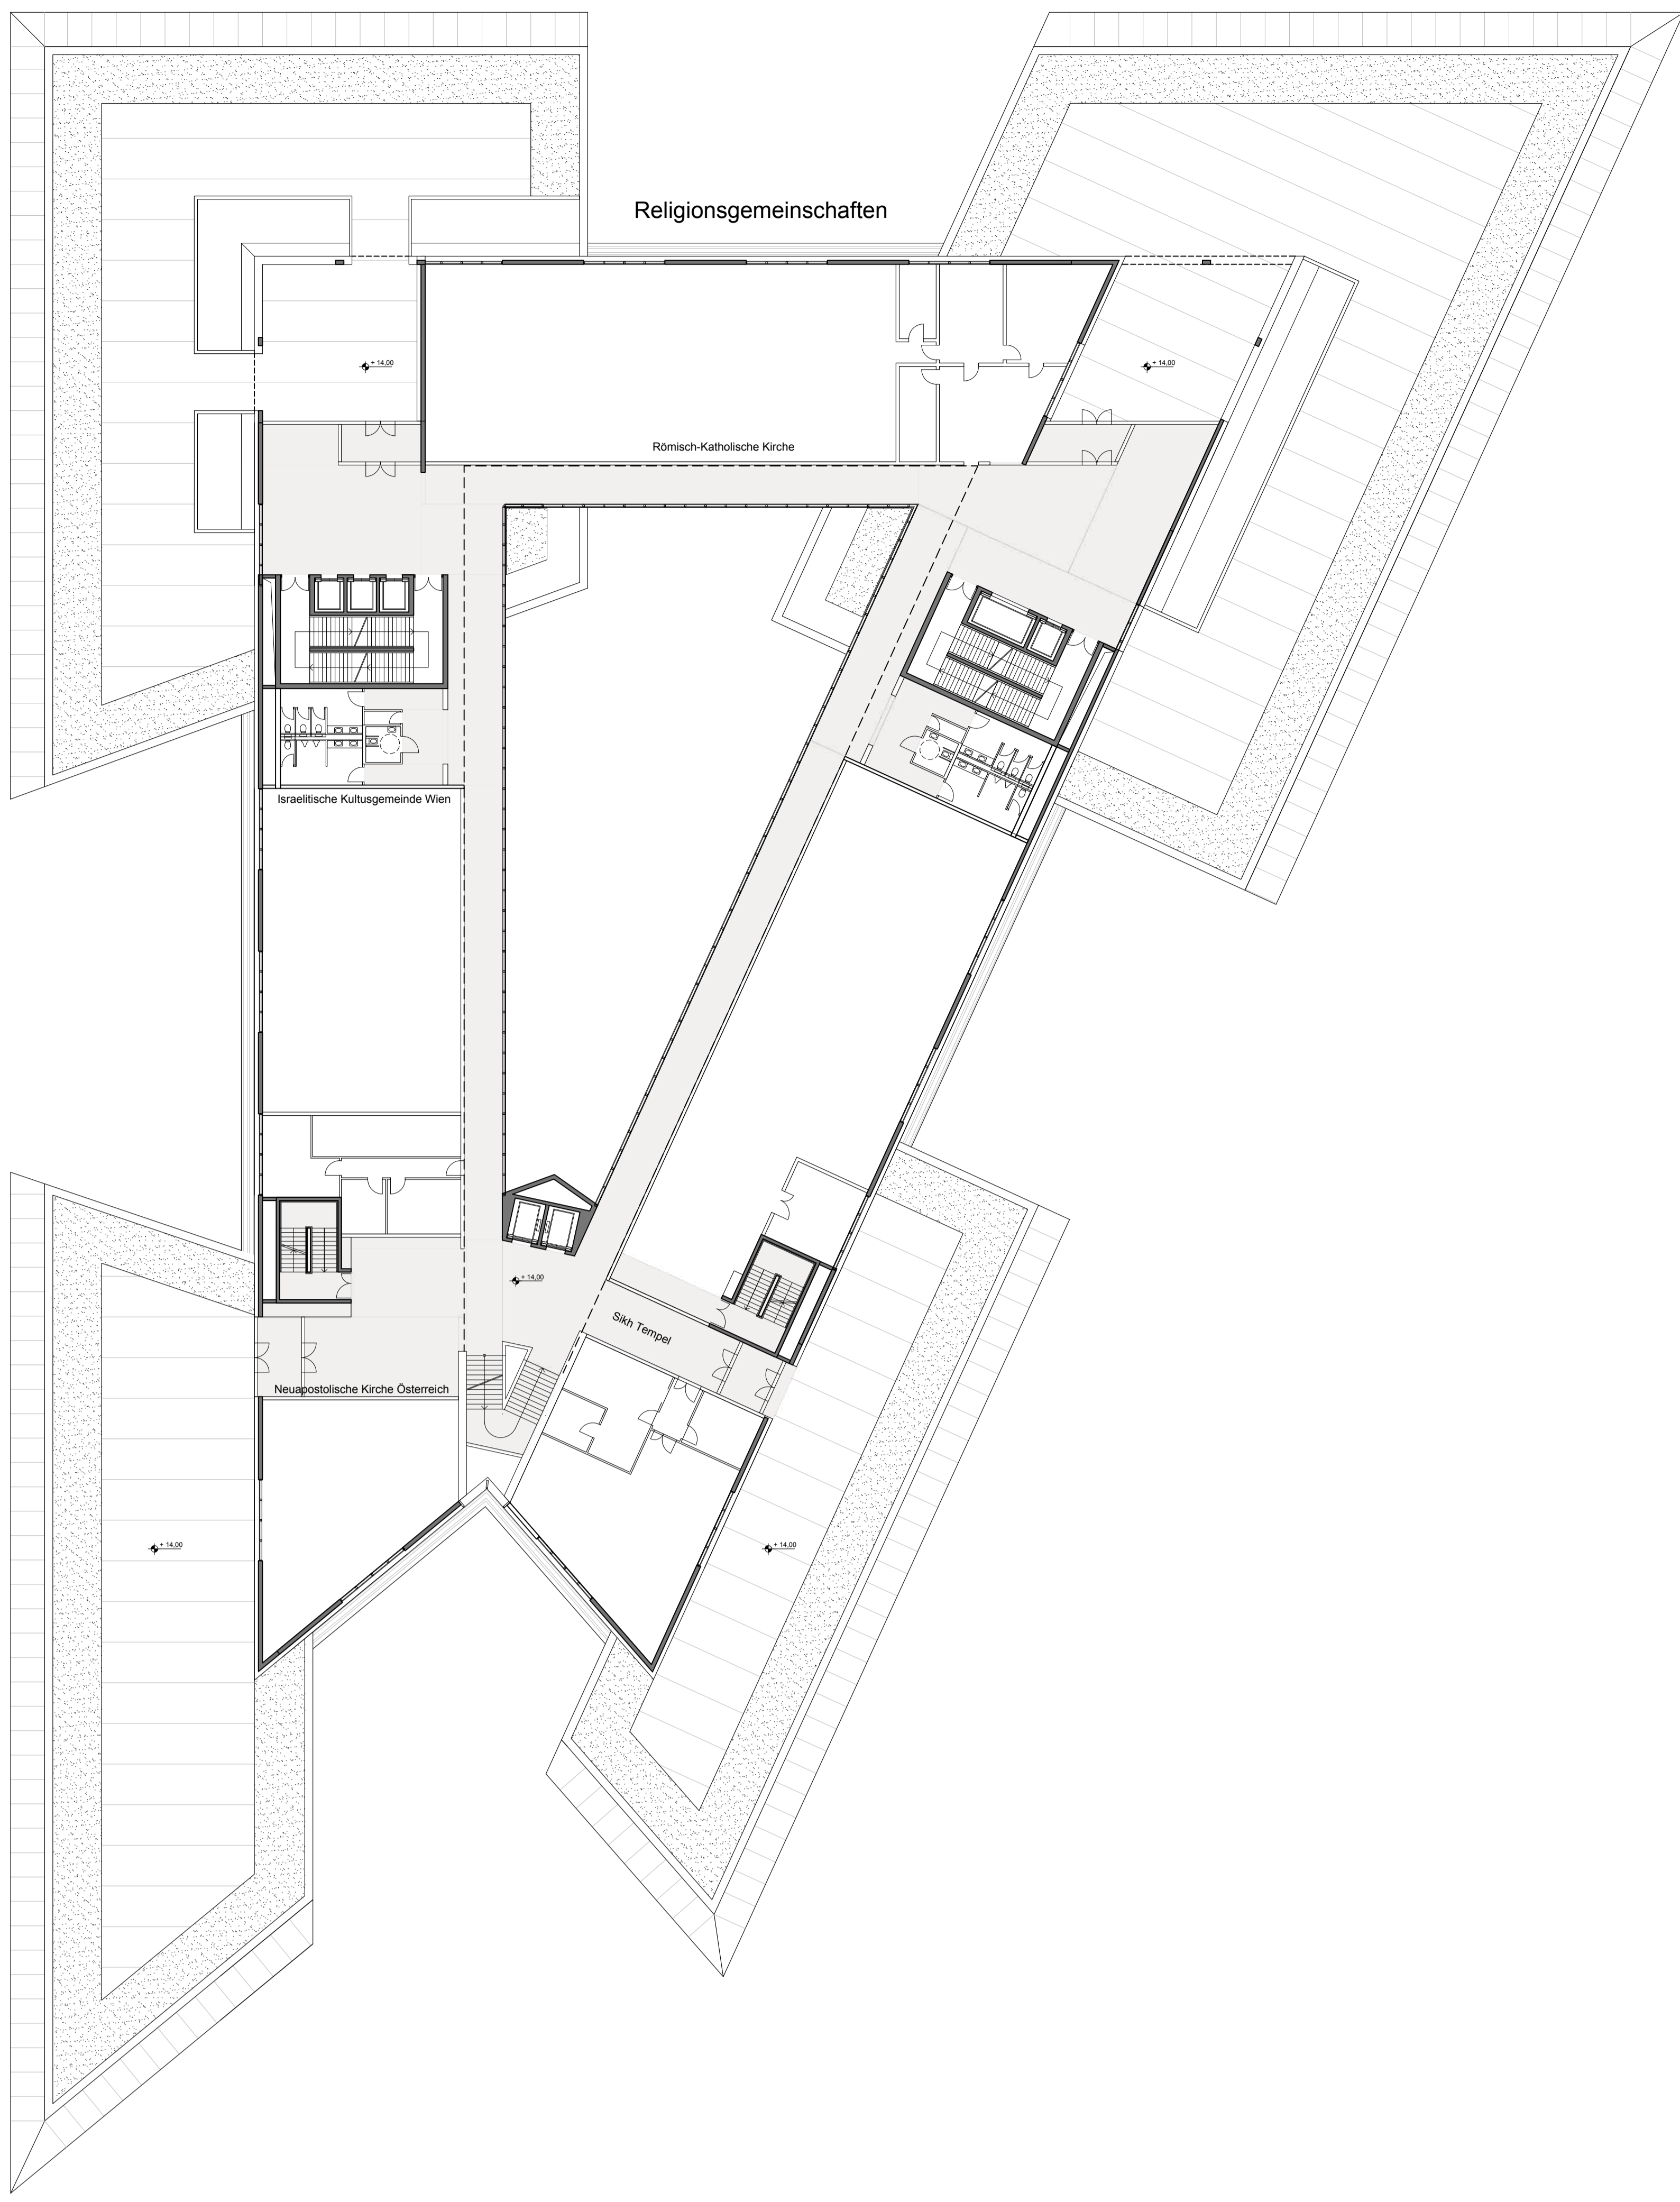 Religionsgemeinschaften
+ 14,00
+ 14,00
Römisch-Katholische Kirche
Israelitische Kultusgemeinde Wien
+ 14,00
Sikh Tempel
Neuapostolische Kirche Österreich
+ 14,00
+ 14,00